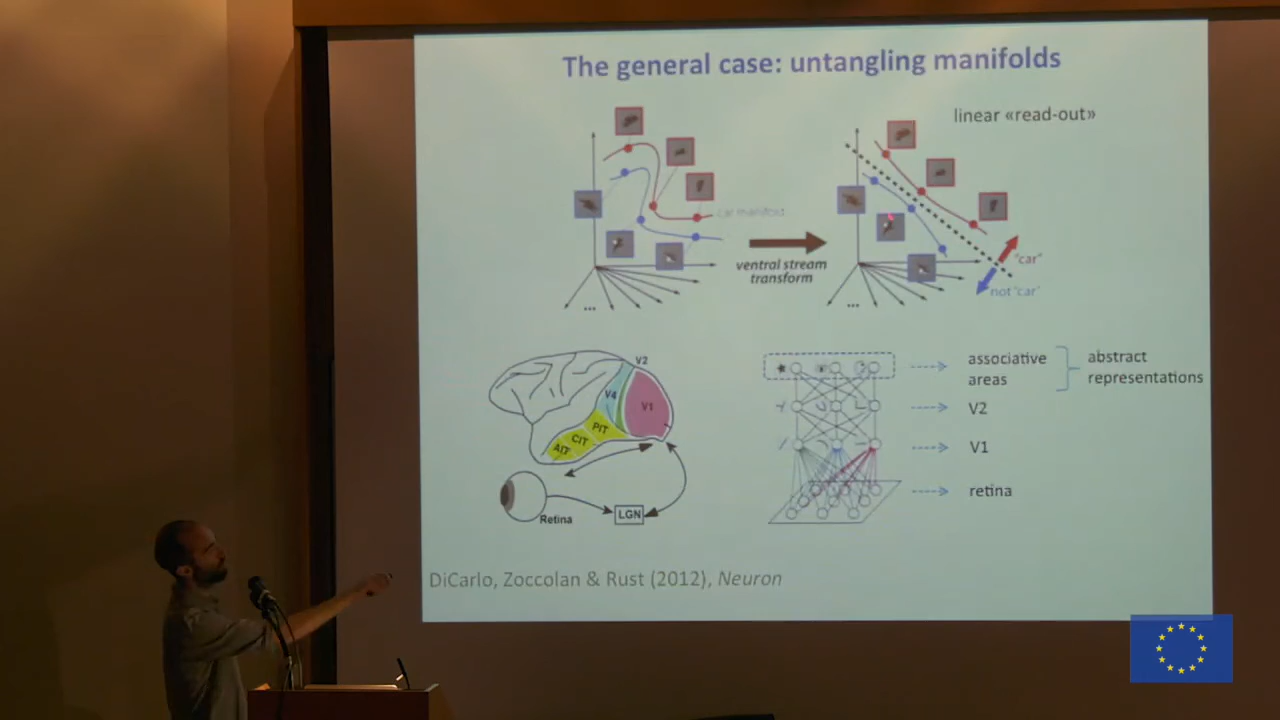 The general case: untangling manifolds
linear «read-out»
car manifold
ventral stream
transform
...
"car"
not "car"
...
V2
V4
V1
PIT
CIT
AIT
Retina
LGN
associative
areas
abstract
representations
V2
V1
retina
DiCarlo, Zoccolan & Rust (2012), Neuron